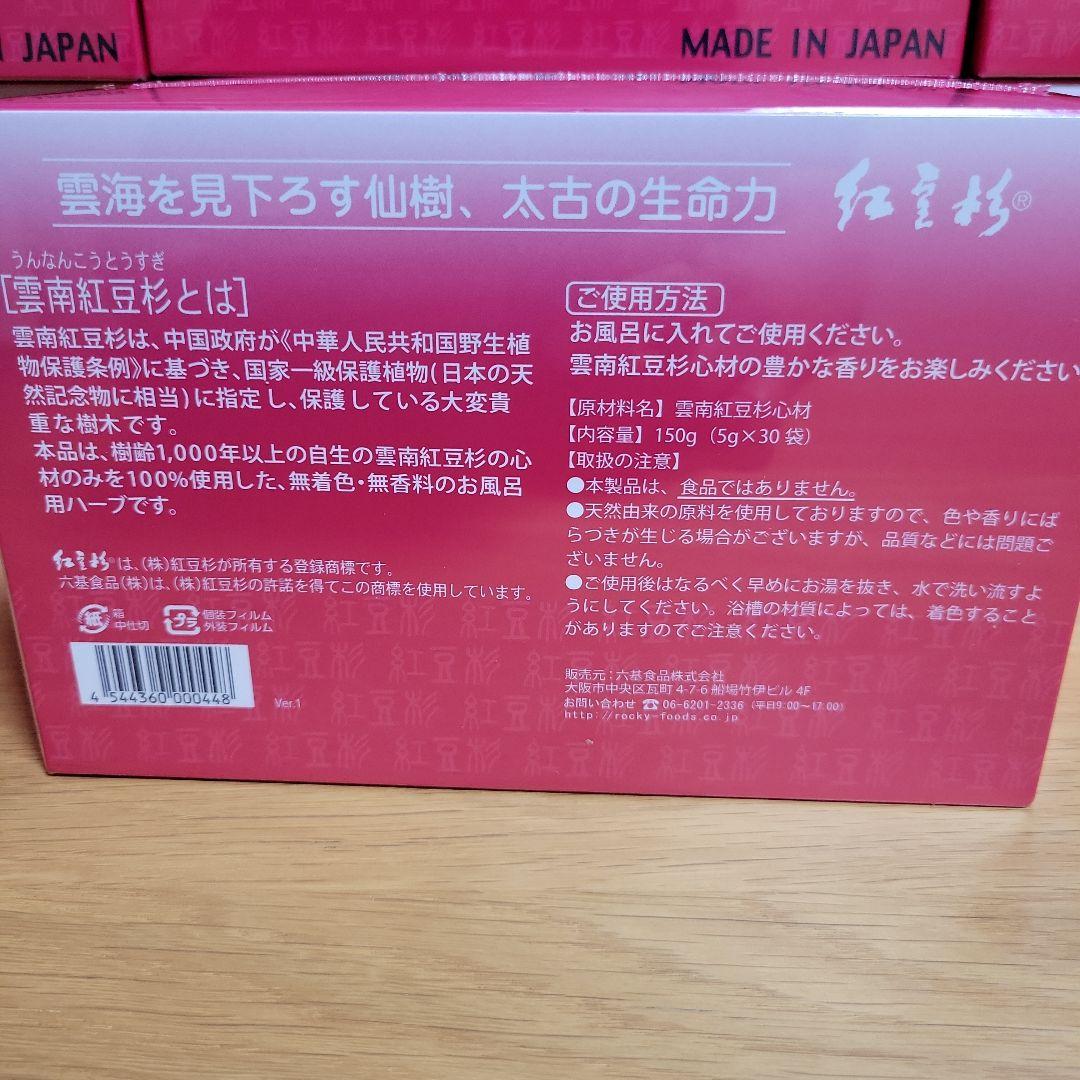 N JAPAN
MADE IN JAPAN
雲海を見下ろす仙樹、太古の生命力
紅豆杉®
うんなんこうとうすぎ
[雲南紅豆杉とは]
雲南紅豆杉は、中国政府が《中華人民共和国野生植
物保護条例》に基づき、国家一級保護植物(日本の天
然記念物に相当)に指定し、保護している大変貴
重な樹木です。
本品は、樹齢1,000年以上の自生の雲南紅豆杉の心
材のみを100%使用した、無着色・無香料のお風呂
用ハーブです。
紅豆杉®は、(株)紅豆杉が所有する登録商標です。
六基食品(株)は、(株)紅豆杉の許諾を得てこの商標を使用しています。
紙 箱
中仕切
プラ 個装フィルム
外装フィルム
4 544360 000448
Ver.1
ご使用方法
お風呂に入れてご使用ください。
雲南紅豆杉心材の豊かな香りをお楽しみください
【原材料名】雲南紅豆杉心材
【内容量】150g（5g×30袋）
【取扱の注意】
●本製品は、食品ではありません。
●天然由来の原料を使用しておりますので、色や香りにば
らつきが生じる場合がございますが、品質などには問題ご
ざいません。
●ご使用後はなるべく早めにお湯を抜き、水で洗い流すよ
うにしてください。浴槽の材質によっては、着色すること
がありますのでご注意ください。
販売元：六基食品株式会社
大阪市中央区瓦町4-7-6 船場竹伊ビル 4F
お問い合わせ ☎ 06-6201-2336（平日9:00〜17:00）
http://rocky-foods.co.jp
紅豆杉 紅豆杉 紅豆杉 紅豆杉 紅豆杉 紅豆杉